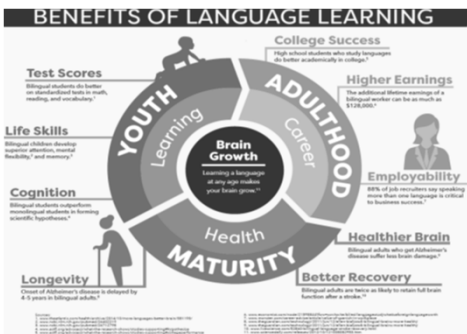 BENEFITS OF LANGUAGE LEARNING
College Success
High school students who study languages
do better academically in college.
Test Scores
Bilingual students do better
on standardized tests in math,
reading, and vocabulary.
Higher Earnings
The additional lifetime earnings of a
bilingual worker can be as much as
$128,000.
YOUTH
Learning
ADULTHOOD
Career
Life Skills
Bilingual children develop
superior attention, mental
flexibility, and memory.
Brain
Growth
Learning a language
at any age makes
your brain grow.
Employability
88% of job recruiters say speaking
more than one language is critical
to business success.
Cognition
Bilingual students outperform
monolingual students in forming
scientific hypotheses.
Health
MATURITY
Healthier Brain
Bilingual adults who get Alzheimer's
disease suffer less brain damage.
Longevity
Onset of Alzheimer's disease is delayed by
4-5 years in bilingual adults.
Better Recovery
Bilingual adults are twice as likely to retain full brain
function after a stroke.